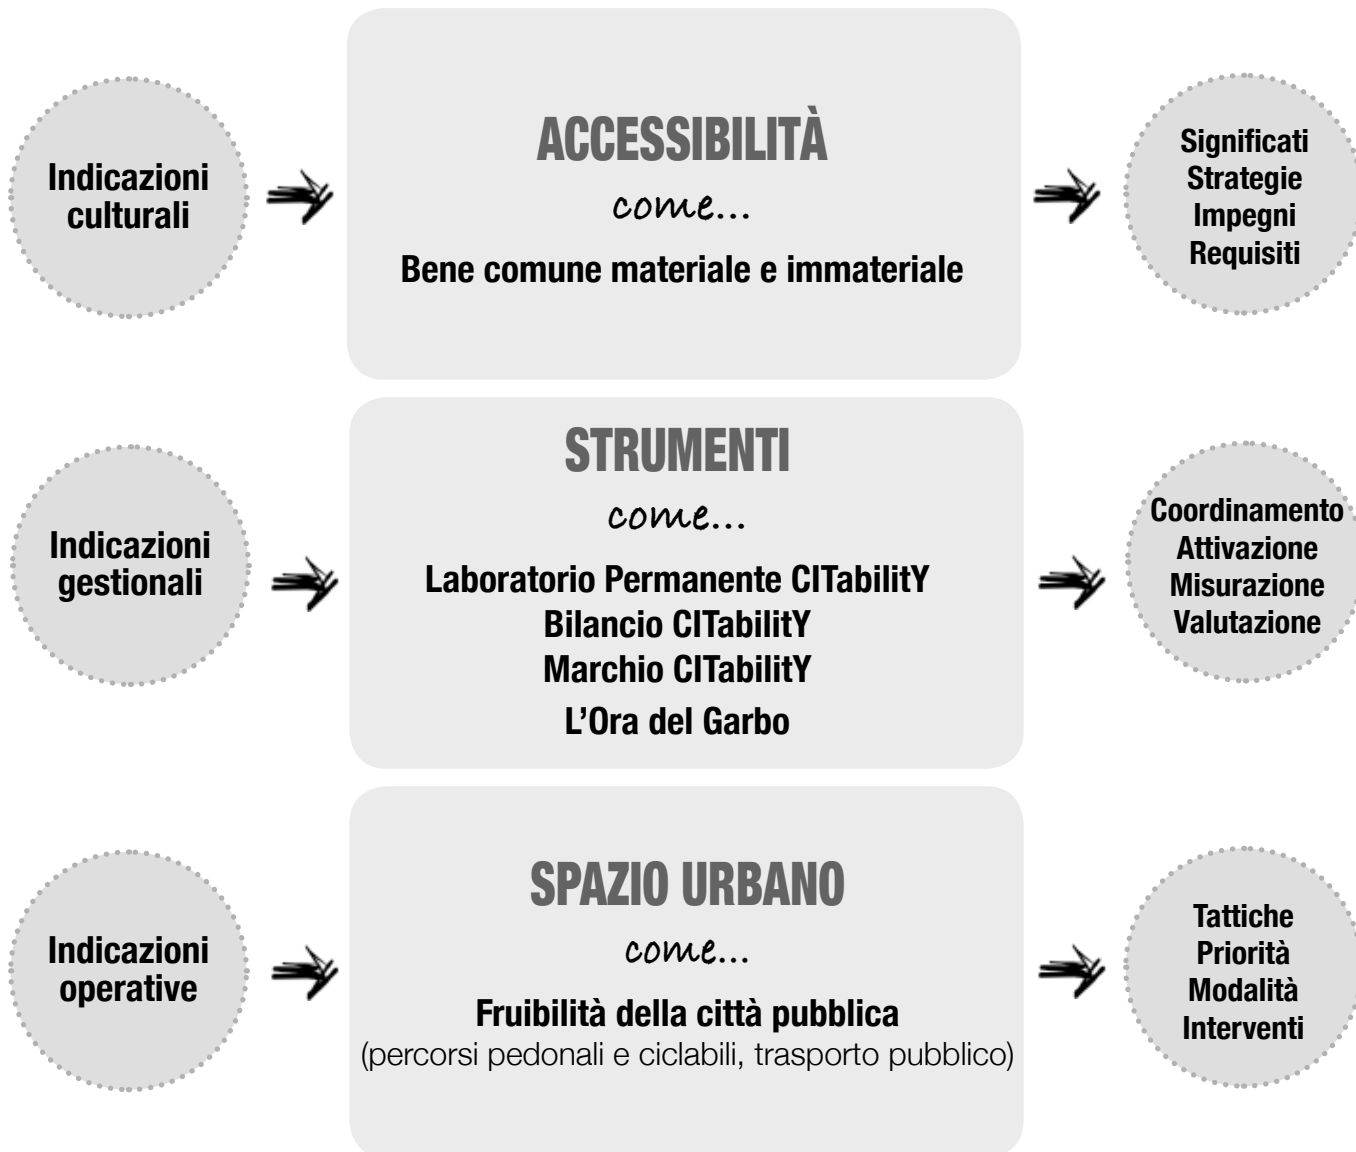 Indicazioni
culturali
ACCESSIBILITÀ
come...
Bene comune materiale e immateriale
Significati
Strategie
Impegni
Requisiti
Indicazioni
gestionali
STRUMENTI
come...
Laboratorio Permanente CITabilitY
Bilancio CITabilitY
Marchio CITabilitY
L’Ora del Garbo
Coordinamento
Attivazione
Misurazione
Valutazione
Indicazioni
operative
SPAZIO URBANO
come...
Fruibilità della città pubblica
(percorsi pedonali e ciclabili, trasporto pubblico)
Tattiche
Priorità
Modalità
Interventi